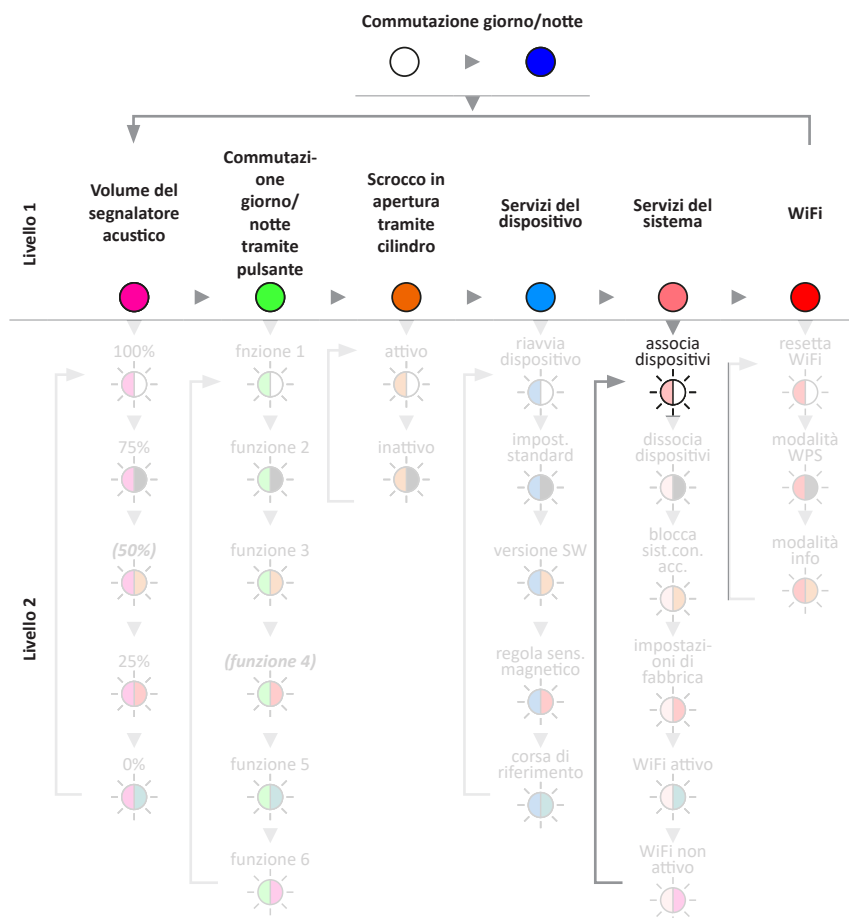 Commutazione giorno/notte
Livello 1
Volume del
segnalatore
acustico
Commutazi-
one
giorno/
notte
tramite
pulsante
Scrocco in
apertura
tramite
cilindro
Servizi del
dispositivo
Servizi del
sistema
WiFi
Livello 2
100%
75%
(50%)
25%
0%
fnzione 1
funzione 2
funzione 3
(funzione 4)
funzione 5
funzione 6
attivo
inattivo
riavvia
dispositivo
impost.
standard
versione SW
regola sens.
magnetico
corsa di
riferimento
associa
dispositivi
dissocia
dispositivi
blocca
sist.con.
acc.
impostazi-
oni di
fabbrica
WiFi attivo
WiFi non
attivo
resetta
WiFi
modalità
WPS
modalità
info